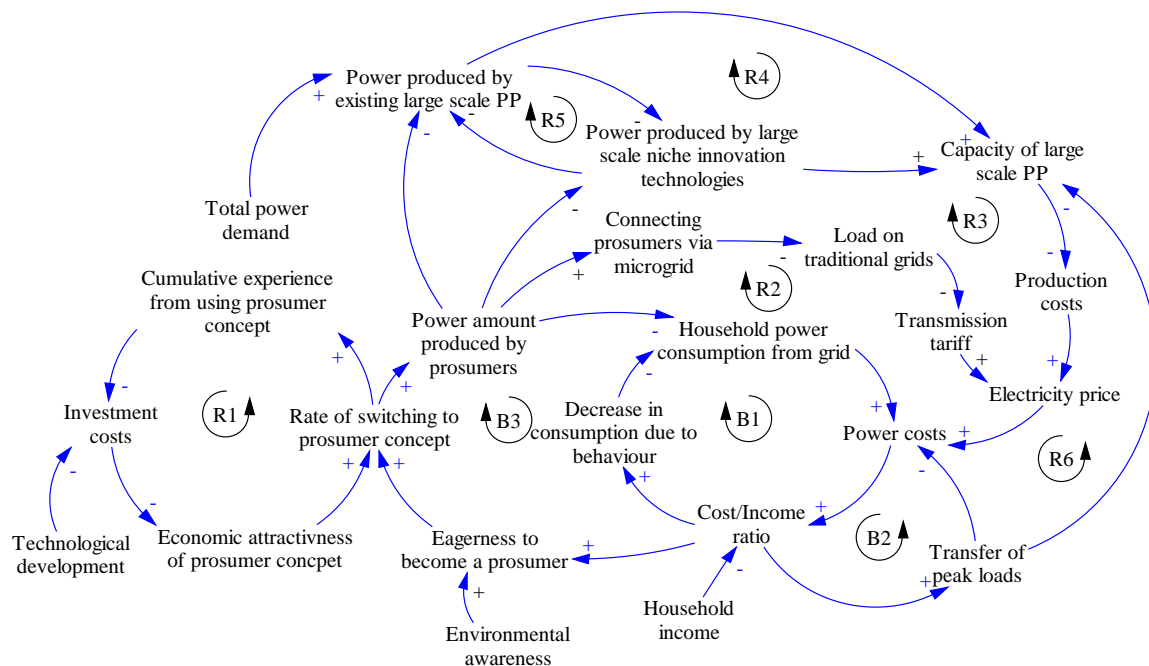 Power produced by
existing large scale PP
+
-
-
R5
R4
-
Power produced by large
scale niche innovation
technologies
-
+
+
Capacity of large
scale PP
-
R3
Total power
demand
Connecting
prosumers via
microgrid
+
-
Load on
traditional grids
-
-
Production
costs
Cumulative experience
from using prosumer
concept
+
-
R2
Transmission
tariff
+
+
Power amount
produced by
prosumers
+
-
Household power
consumption from grid
-
+
Electricity price
Investment
costs
-
R1
Rate of switching to
prosumer concept
+
+
B3
Decrease in
consumption due to
behaviour
+
B1
Power costs
+
-
R6
-
Technological
development
Economic attractivness
of prosumer concpet
Eagerness to
become a prosumer
+
+
Cost/Income
ratio
+
-
B2
+
Transfer of
peak loads
Environmental
awareness
Household
income